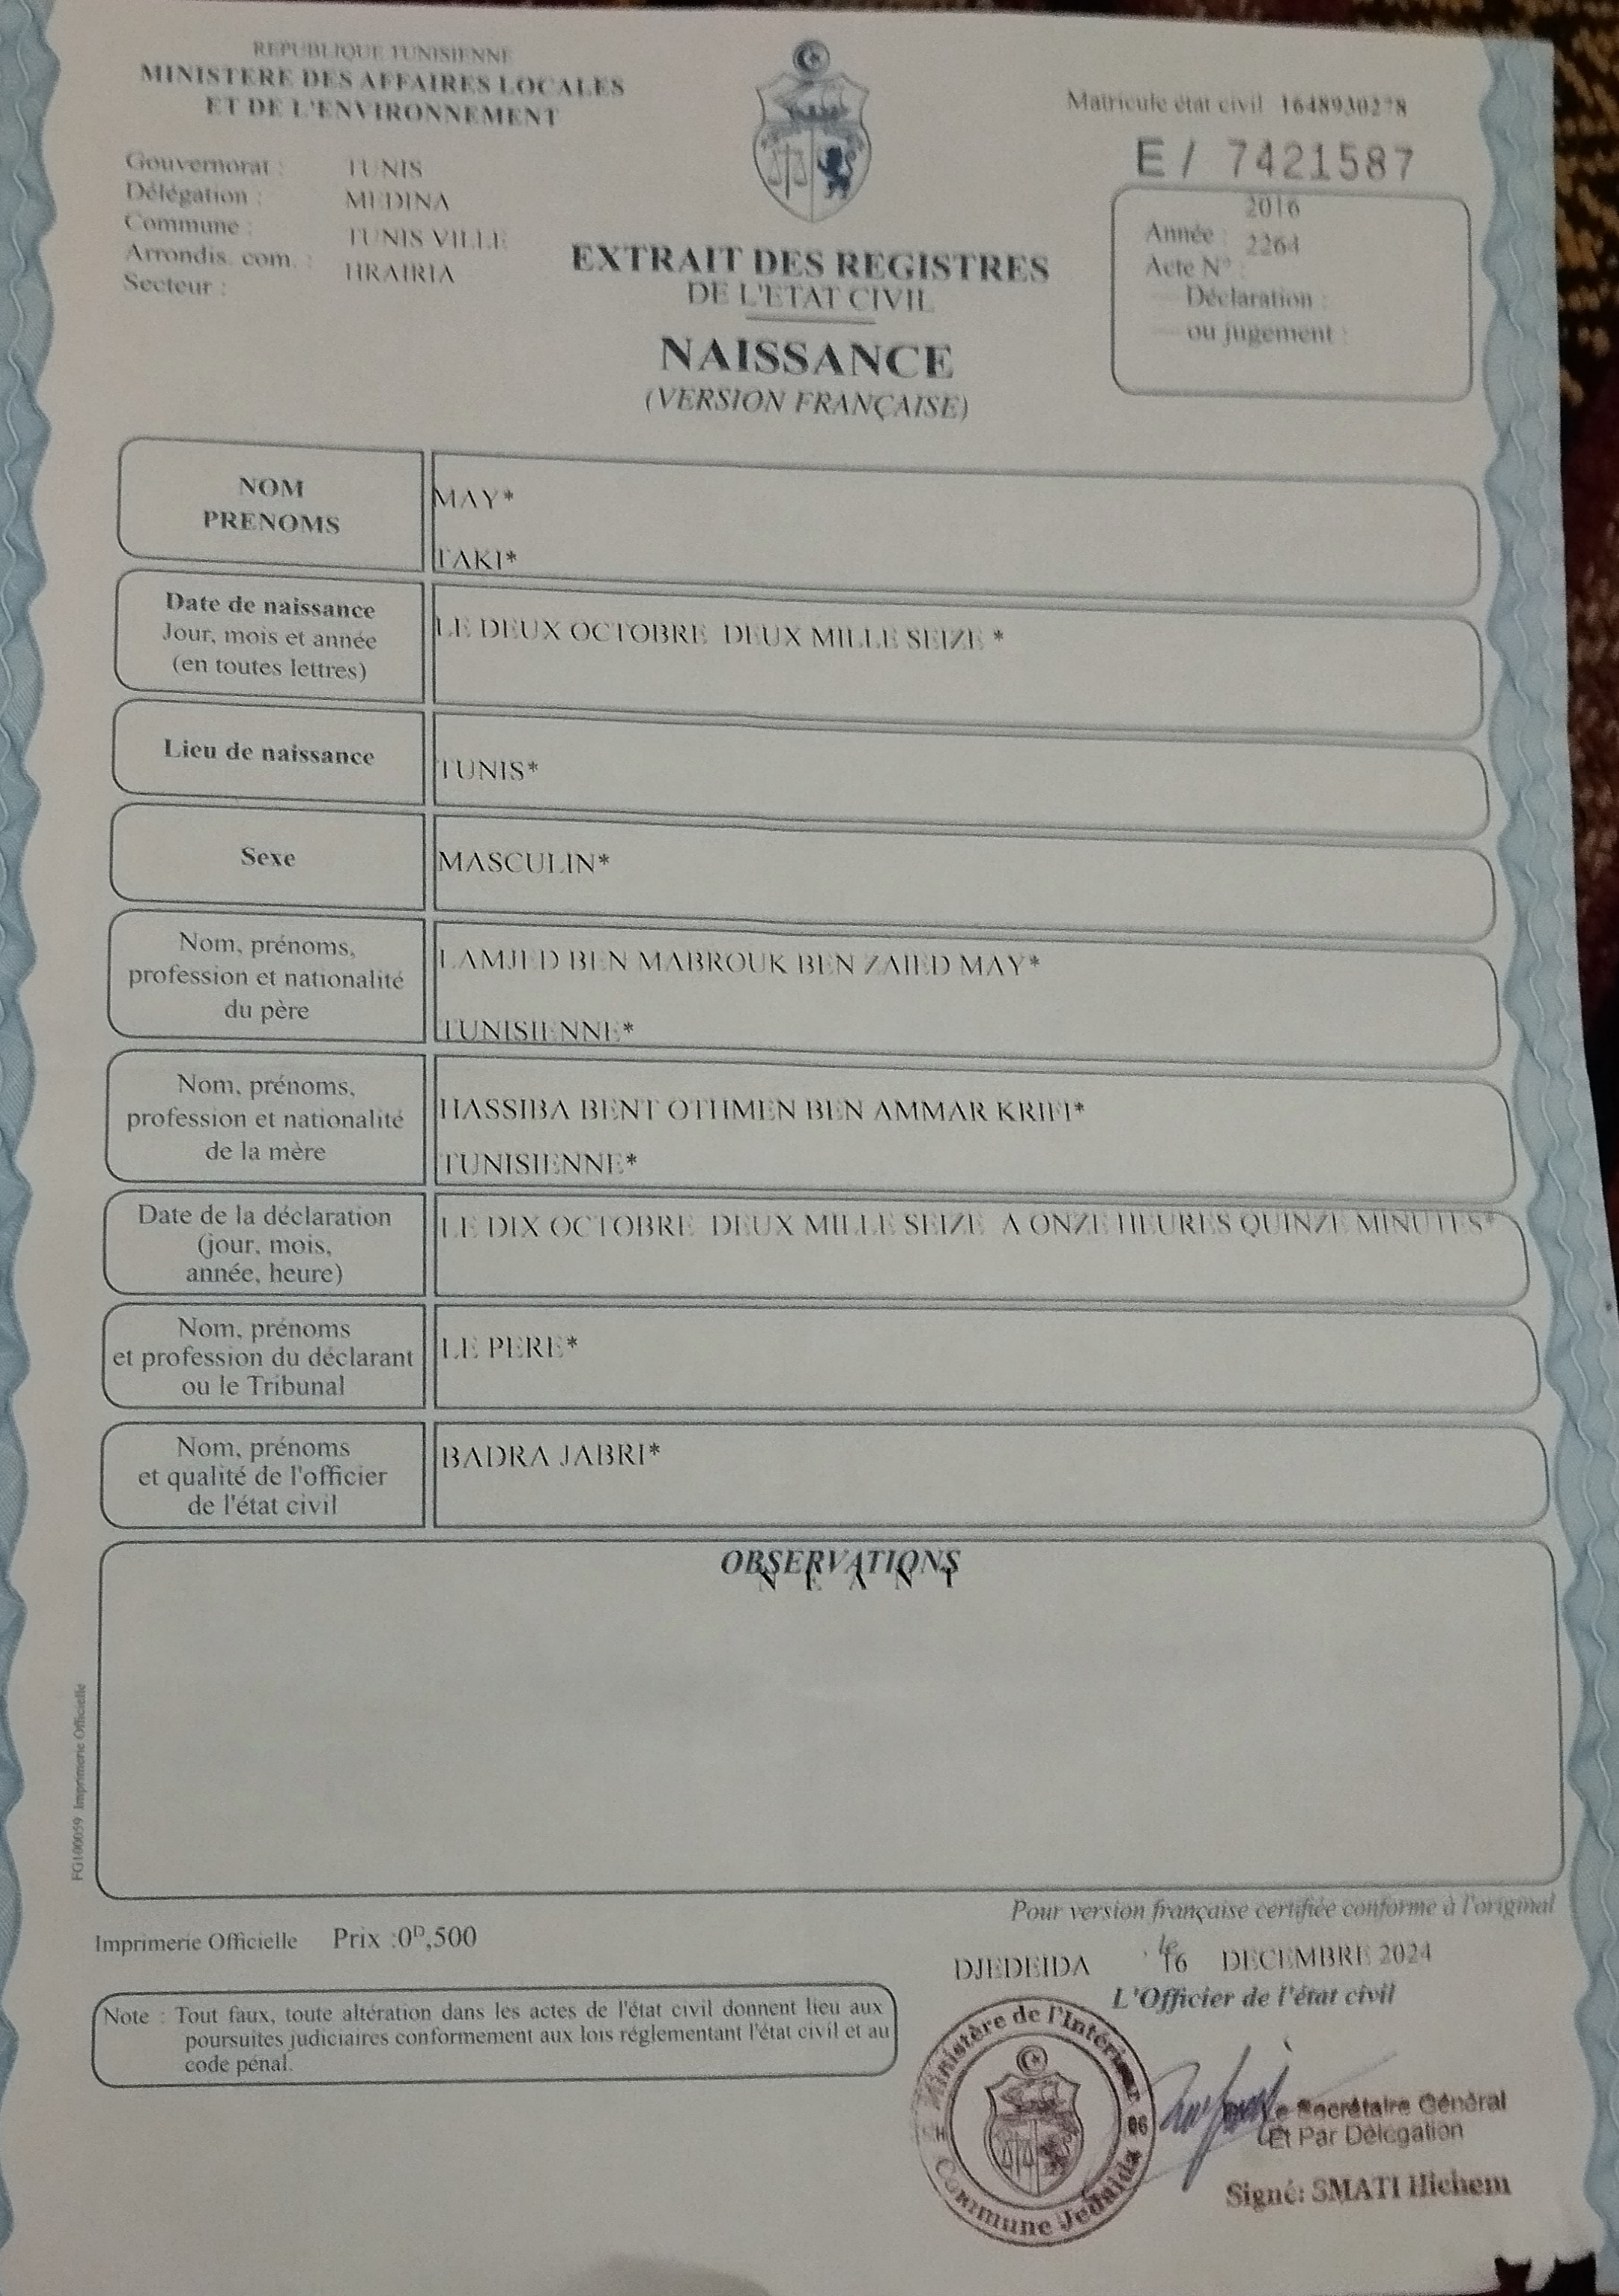 REPUBLIQUE TUNISIENNE
MINISTERE DES AFFAIRES LOCALES
ET DE L'ENVIRONNEMENT
Gouvernorat : TUNIS
Délégation : MEDINA
Commune : TUNIS VILLE
Arrondis. com. : HRAIRIA
Secteur :
Matricule état civil 1648930278
E / 7421587
2016
Année : 2264
Acte N° :
Déclaration :
ou jugement :
EXTRAIT DES REGISTRES
DE L'ETAT CIVIL
NAISSANCE
(VERSION FRANÇAISE)
NOM
PRENOMS
MAY*
TAKI*
Date de naissance
Jour, mois et année
(en toutes lettres)
LE DEUX OCTOBRE DEUX MILLE SEIZE *
Lieu de naissance
TUNIS*
Sexe
MASCULIN*
Nom, prénoms,
profession et nationalité
du père
LAMJED BEN MABROUK BEN ZAIED MAY*
TUNISIENNE*
Nom, prénoms,
profession et nationalité
de la mère
HASSIBA BENT OTHMEN BEN AMMAR KRIFI*
TUNISIENNE*
Date de la déclaration
(jour, mois,
année, heure)
LE DIX OCTOBRE DEUX MILLE SEIZE A ONZE HEURES QUINZE MINUTES*
Nom, prénoms
et profession du déclarant
ou le Tribunal
LE PERE*
Nom, prénoms
et qualité de l'officier
de l'état civil
BADRA JABRI*
OBSERVATIONS
N E A N T
FG100059 Imprimerie Officielle
Pour version française certifiée conforme à l'original
Imprimerie Officielle Prix :0ᴰ,500
DJEDEIDA , le 16 DECEMBRE 2024
L'Officier de l'état civil
Note : Tout faux, toute altération dans les actes de l'état civil donnent lieu aux
poursuites judiciaires conformement aux lois réglementant l'état civil et au
code pénal.
Ministère de l'Intérieur
06
Commune Jedaida
Le Secrétaire Général
Et Par Délégation
Signé: SMATI Hichem